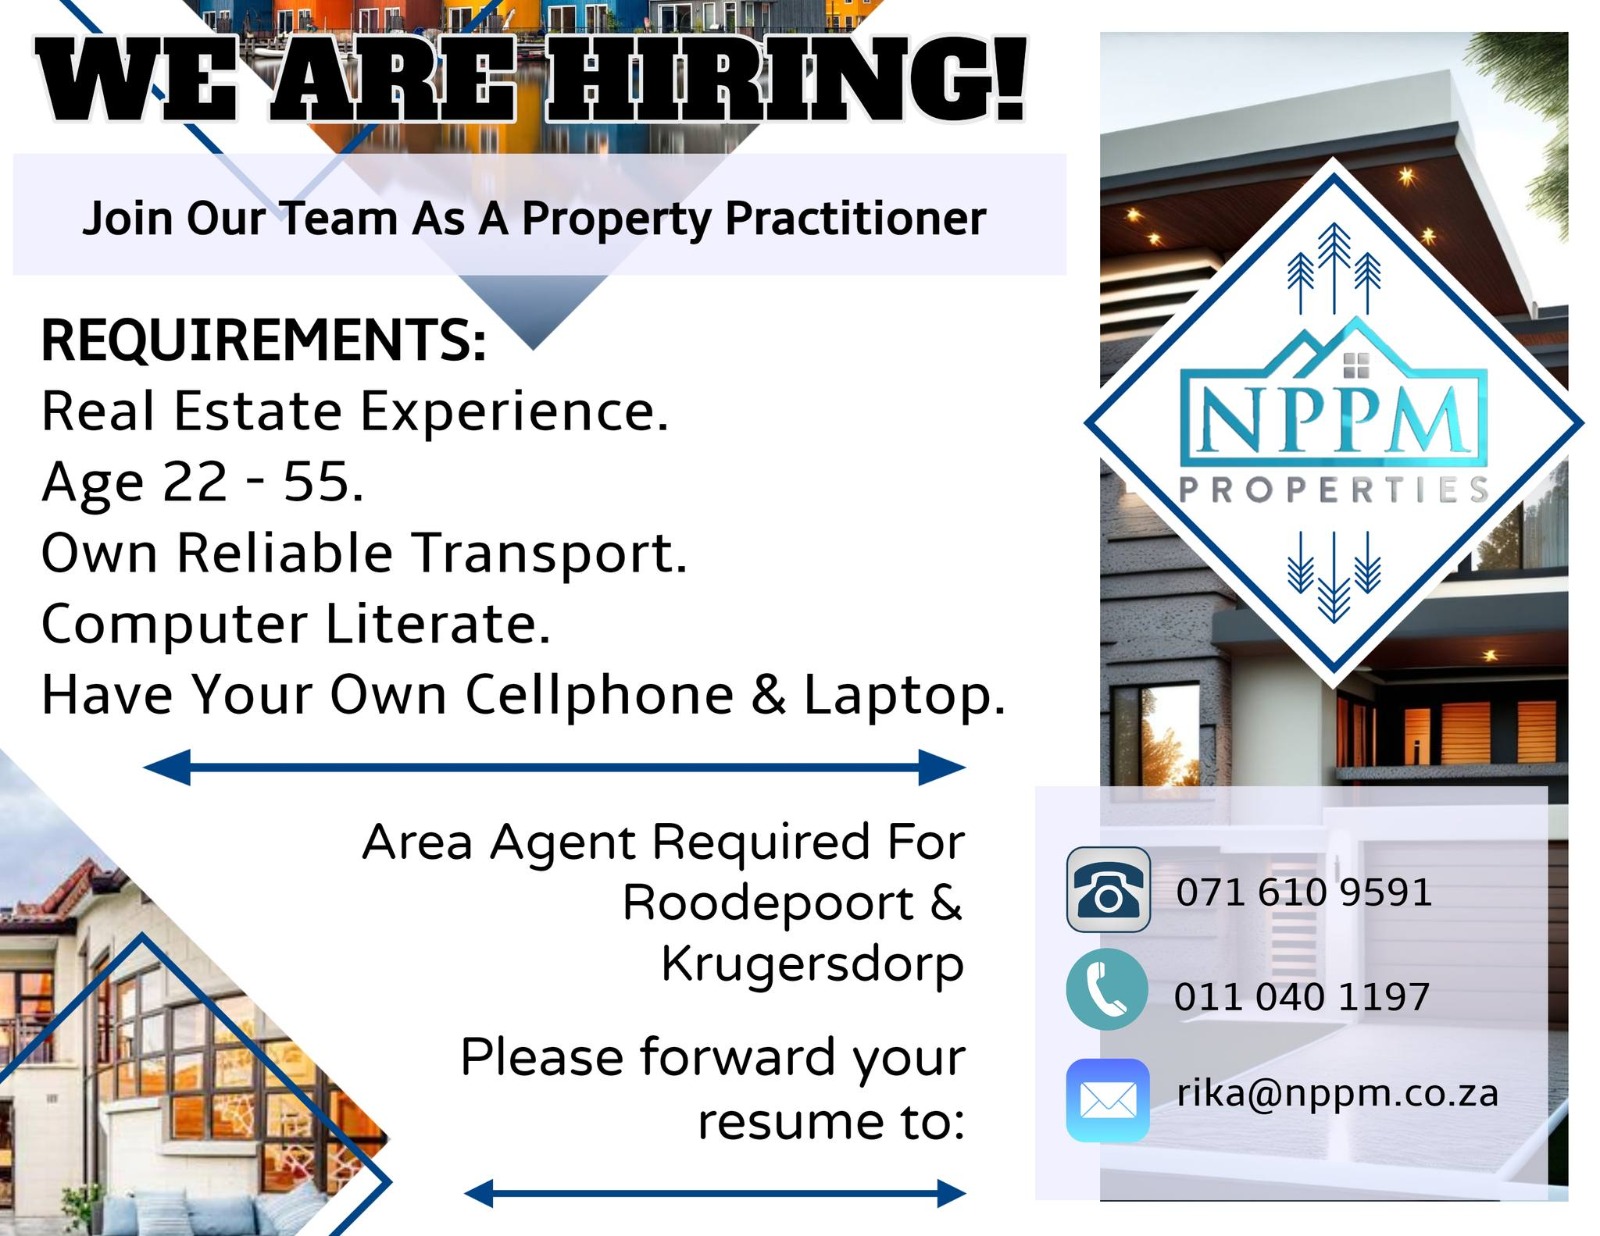 WE ARE HIRING!
Join Our Team As A Property Practitioner
REQUIREMENTS:
Real Estate Experience.
Age 22 - 55.
Own Reliable Transport.
Computer Literate.
Have Your Own Cellphone & Laptop.
Area Agent Required For
Roodepoort &
Krugersdorp
Please forward your
resume to:
NPPM
PROPERTIES
071 610 9591
011 040 1197
rika@nppm.co.za